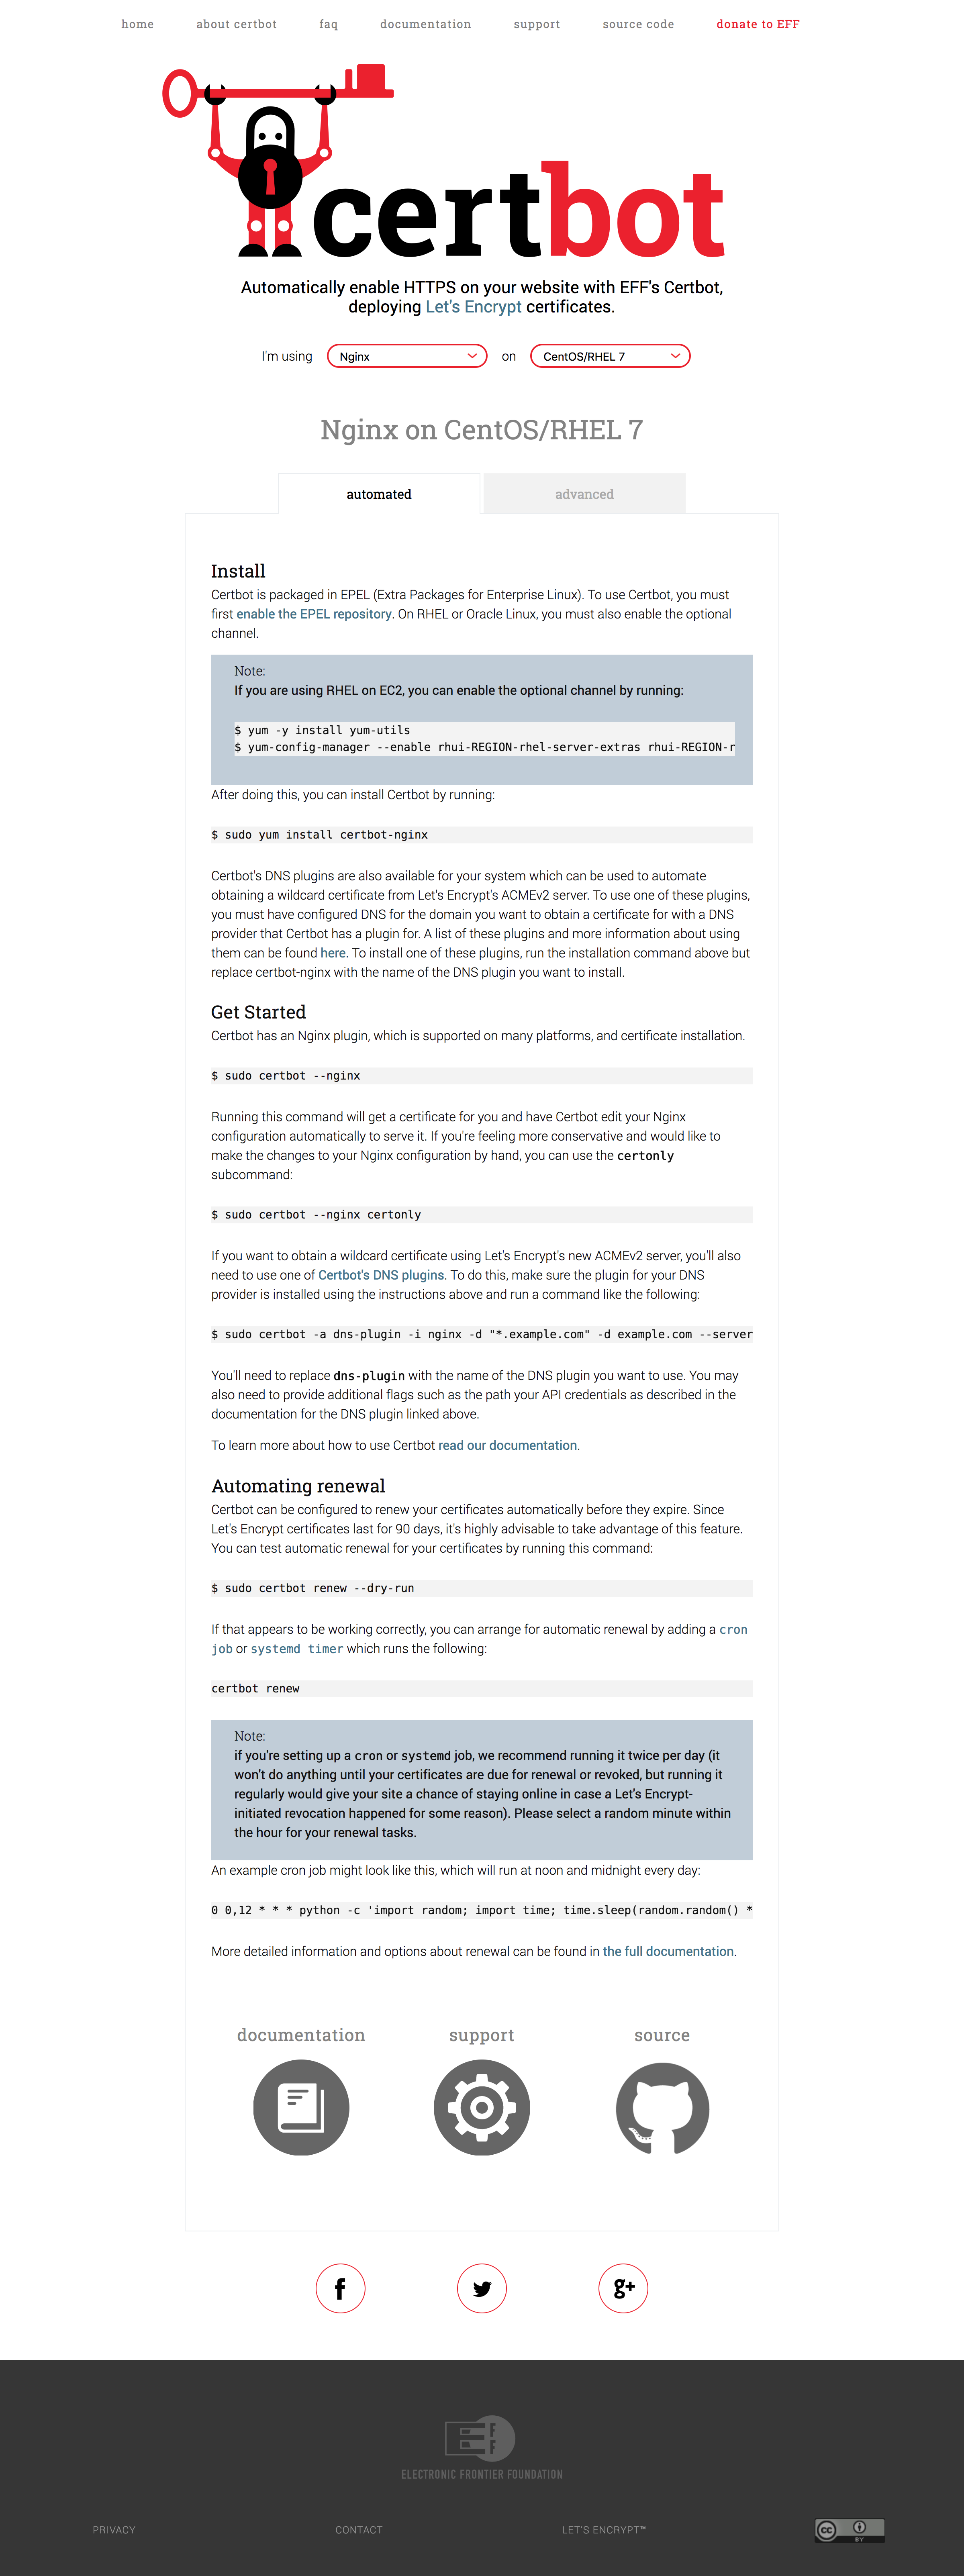 home about certbot faq documentation support source code donate to EFF
certbot
Automatically enable HTTPS on your website with EFF's Certbot,
deploying Let's Encrypt certificates.
I'm using Nginx on CentOS/RHEL 7
Nginx on CentOS/RHEL 7
automated advanced
Install
Certbot is packaged in EPEL (Extra Packages for Enterprise Linux). To use Certbot, you must
first enable the EPEL repository. On RHEL or Oracle Linux, you must also enable the optional
channel.
Note:
If you are using RHEL on EC2, you can enable the optional channel by running:
$ yum -y install yum-utils
$ yum-config-manager --enable rhui-REGION-rhel-server-extras rhui-REGION-r
After doing this, you can install Certbot by running:
$ sudo yum install certbot-nginx
Certbot's DNS plugins are also available for your system which can be used to automate
obtaining a wildcard certificate from Let's Encrypt's ACMEv2 server. To use one of these plugins,
you must have configured DNS for the domain you want to obtain a certificate for with a DNS
provider that Certbot has a plugin for. A list of these plugins and more information about using
them can be found here. To install one of these plugins, run the installation command above but
replace certbot-nginx with the name of the DNS plugin you want to install.
Get Started
Certbot has an Nginx plugin, which is supported on many platforms, and certificate installation.
$ sudo certbot --nginx
Running this command will get a certificate for you and have Certbot edit your Nginx
configuration automatically to serve it. If you're feeling more conservative and would like to
make the changes to your Nginx configuration by hand, you can use the certonly
subcommand:
$ sudo certbot --nginx certonly
If you want to obtain a wildcard certificate using Let's Encrypt's new ACMEv2 server, you'll also
need to use one of Certbot's DNS plugins. To do this, make sure the plugin for your DNS
provider is installed using the instructions above and run a command like the following:
$ sudo certbot -a dns-plugin -i nginx -d "*.example.com" -d example.com --server
You'll need to replace dns-plugin with the name of the DNS plugin you want to use. You may
also need to provide additional flags such as the path your API credentials as described in the
documentation for the DNS plugin linked above.
To learn more about how to use Certbot read our documentation.
Automating renewal
Certbot can be configured to renew your certificates automatically before they expire. Since
Let's Encrypt certificates last for 90 days, it's highly advisable to take advantage of this feature.
You can test automatic renewal for your certificates by running this command:
$ sudo certbot renew --dry-run
If that appears to be working correctly, you can arrange for automatic renewal by adding a cron
job or systemd timer which runs the following:
certbot renew
Note:
if you're setting up a cron or systemd job, we recommend running it twice per day (it
won't do anything until your certificates are due for renewal or revoked, but running it
regularly would give your site a chance of staying online in case a Let's Encrypt-
initiated revocation happened for some reason). Please select a random minute within
the hour for your renewal tasks.
An example cron job might look like this, which will run at noon and midnight every day:
0 0,12 * * * python -c 'import random; import time; time.sleep(random.random() *
More detailed information and options about renewal can be found in the full documentation.
documentation support source
f g+
EFF
ELECTRONIC FRONTIER FOUNDATION
PRIVACY CONTACT LET'S ENCRYPT™ cc BY